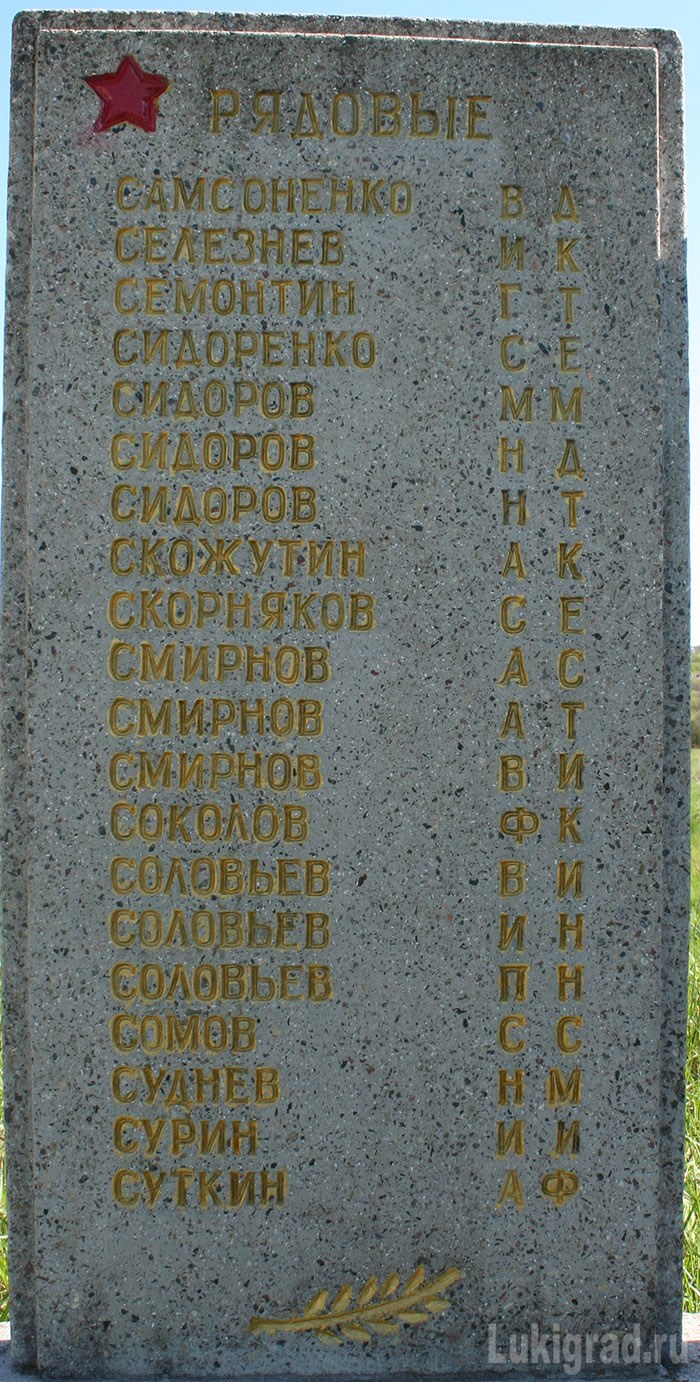 РЯДОВЫЕ
САМСОНЕНКО В Д
СЕЛЕЗНЕВ И К
СЕМОНТИН Г Т
СИДОРЕНКО С Е
СИДОРОВ М М
СИДОРОВ Н Д
СИДОРОВ Н Т
СКОЖУТИН А К
СКОРНЯКОВ С Е
СМИРНОВ А С
СМИРНОВ А Т
СМИРНОВ В И
СОКОЛОВ Ф К
СОЛОВЬЕВ В И
СОЛОВЬЕВ И Н
СОЛОВЬЕВ П Н
СОМОВ С С
СУДНЕВ Н М
СУРИН И И
СУТКИН А Ф
Lukigrad.ru